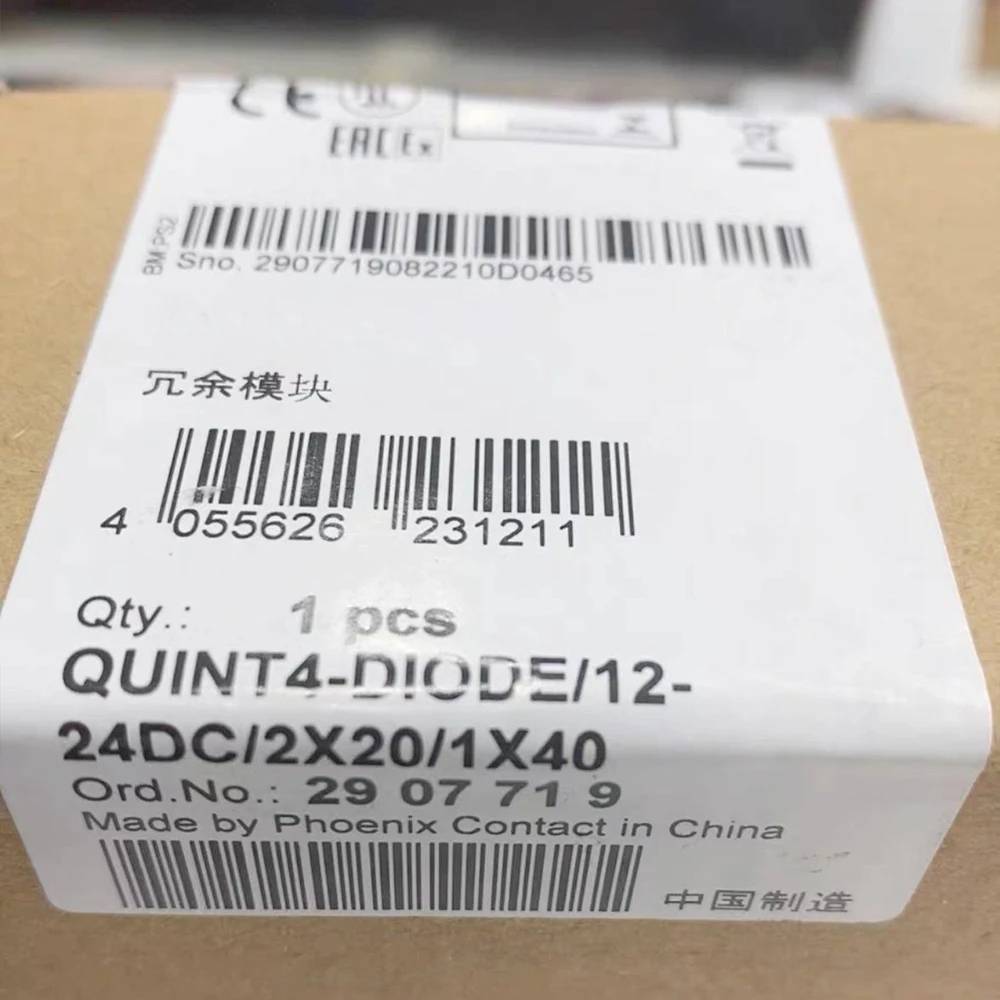 CE
EAC Ex
BM:PS2
Sno. 2907719082210D0465
冗余模块
4 055626 231211
Qty.: 1 pcs
QUINT4-DIODE/12-
24DC/2X20/1X40
Ord.No.: 29 07 71 9
Made by Phoenix Contact in China
中国制造